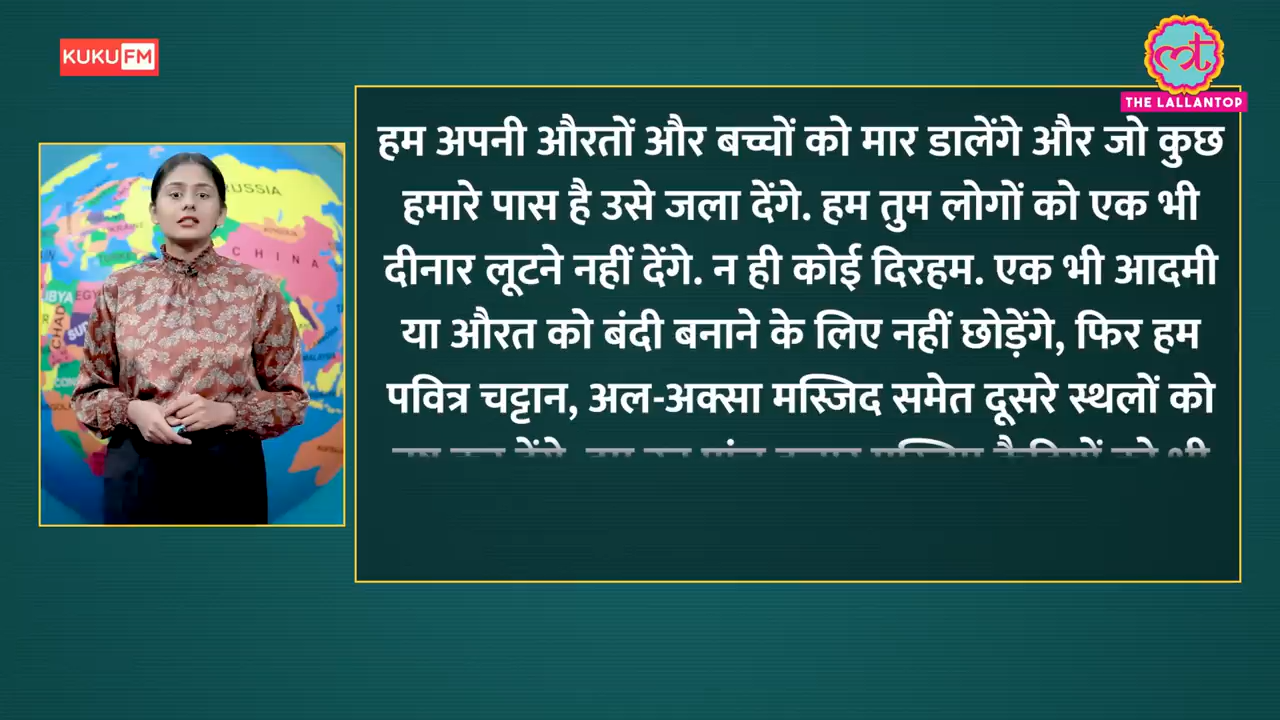 KUKU FM
THE LALLANTOP
हम अपनी औरतों और बच्चों को मार डालेंगे और जो कुछ
हमारे पास है उसे जला देंगे. हम तुम लोगों को एक भी
दीनार लूटने नहीं देंगे. न ही कोई दिरहम. एक भी आदमी
या औरत को बंदी बनाने के लिए नहीं छोड़ेंगे, फिर हम
पवित्र चट्टान, अल-अक्सा मस्जिद समेत दूसरे स्थलों को
RUSSIA
CHINA
CHAD